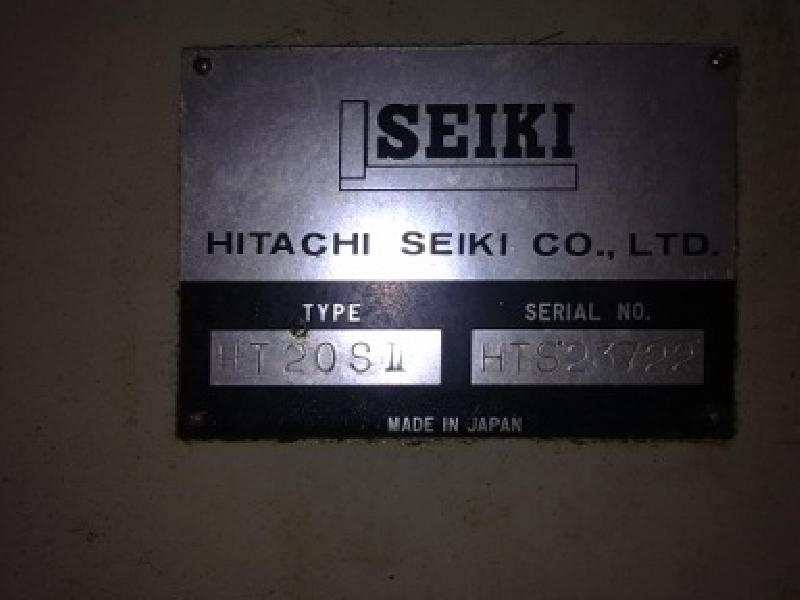 SEIKI
HITACHI SEIKI CO., LTD.
TYPE
SERIAL NO.
HT20SⅡ
HTS23722
MADE IN JAPAN